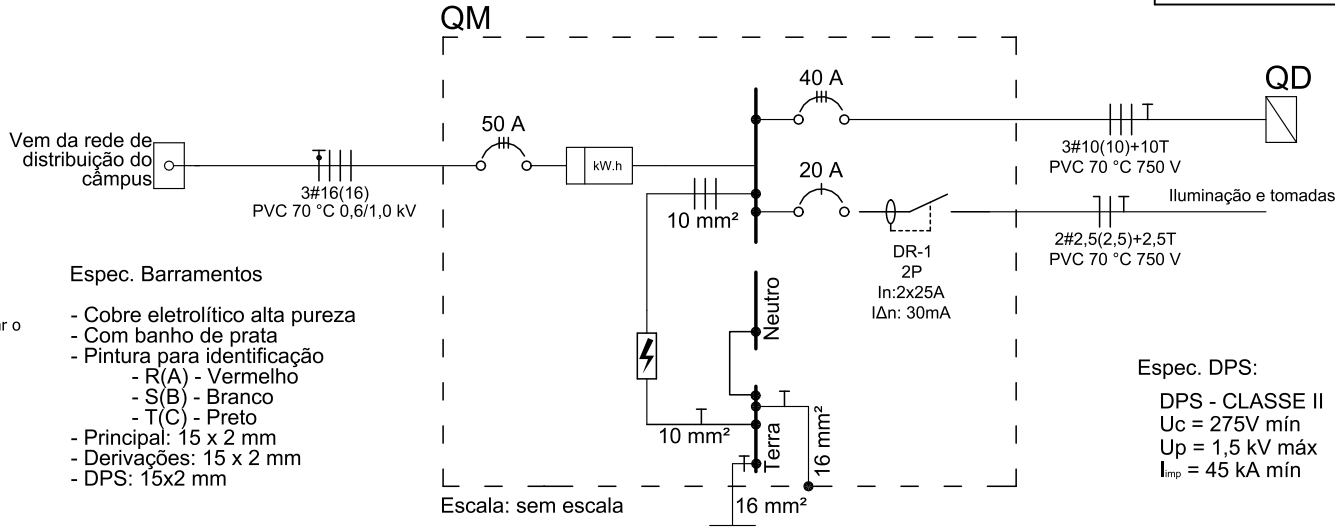 QM
50 A
kW.h
40 A
20 A
QD
Vem da rede de
distribuição do
câmpus
3#16(16)
PVC 70 °C 0,6/1,0 kV
10 mm²
3#10(10)+10T
PVC 70 °C 750 V
Iluminação e tomadas
2#2,5(2,5)+2,5T
PVC 70 °C 750 V
DR-1
2P
In:2x25A
IΔn: 30mA
Neutro
Terra
10 mm²
16 mm²
16 mm²
Espec. Barramentos
- Cobre eletrolítico alta pureza
- Com banho de prata
- Pintura para identificação
- R(A) - Vermelho
- S(B) - Branco
- T(C) - Preto
- Principal: 15 x 2 mm
- Derivações: 15 x 2 mm
- DPS: 15x2 mm
Escala: sem escala
Espec. DPS:
DPS - CLASSE II
Uc = 275V mín
Up = 1,5 kV máx
Iimp = 45 kA mín